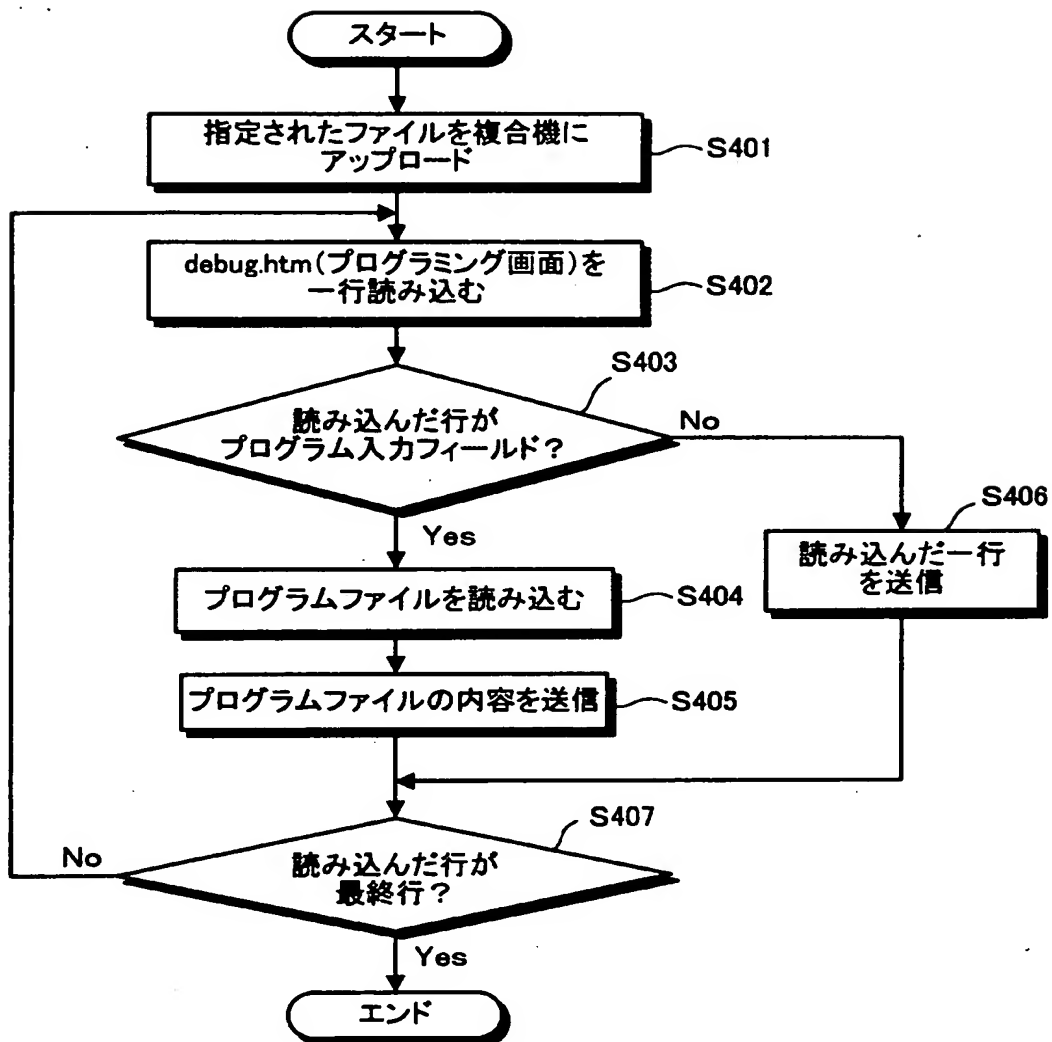 スタート
指定されたファイルを複合機に
アップロード
S401
debug.htm(プログラミング画面)を
一行読み込む
S402
S403
読み込んだ行が
プログラム入力フィールド?
No
Yes
S406
読み込んだ一行
を送信
プログラムファイルを読み込む
S404
プログラムファイルの内容を送信
S405
S407
読み込んだ行が
最終行?
No
Yes
エンド